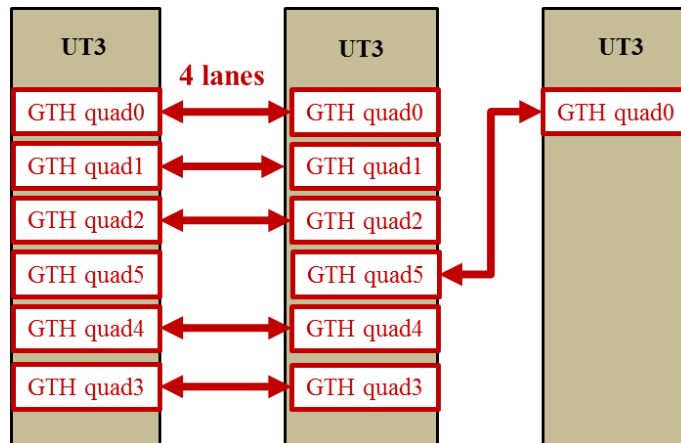 UT3
UT3
UT3
4 lanes
GTH quad0
GTH quad0
GTH quad0
GTH quad1
GTH quad1
GTH quad2
GTH quad2
GTH quad5
GTH quad5
GTH quad4
GTH quad4
GTH quad3
GTH quad3